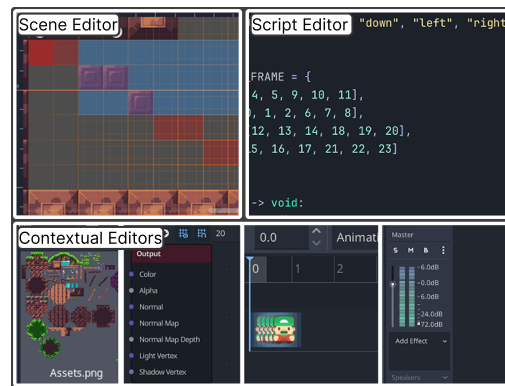 Scene Editor
Script Editor
"down", "left", "right
FRAME = {
4, 5, 9, 10, 11],
, 1, 2, 6, 7, 8],
12, 13, 14, 18, 19, 20],
5, 16, 17, 21, 22, 23]
-> void:
Contextual Editors
Assets.png
20
Output
Color
Alpha
Normal
Normal Map
Normal Map Depth
Light Vertex
Shadow Vertex
0.0
Animati
0 1 2
Master
S M B
-6.0dB
-0.0dB
-6.0dB
-24.0dB
-72.0dB
Add Effect
Speakers